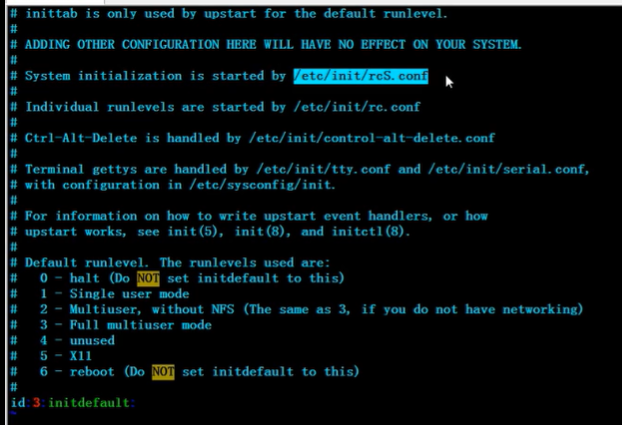 # inittab is only used by upstart for the default runlevel.
#
# ADDING OTHER CONFIGURATION HERE WILL HAVE NO EFFECT ON YOUR SYSTEM.
#
# System initialization is started by /etc/init/rcS.conf
#
# Individual runlevels are started by /etc/init/rc.conf
#
# Ctrl-Alt-Delete is handled by /etc/init/control-alt-delete.conf
#
# Terminal gettys are handled by /etc/init/tty.conf and /etc/init/serial.conf,
# with configuration in /etc/sysconfig/init.
#
# For information on how to write upstart event handlers, or how
# upstart works, see init(5), init(8), and initctl(8).
#
# Default runlevel. The runlevels used are:
#   0 - halt (Do NOT set initdefault to this)
#   1 - Single user mode
#   2 - Multiuser, without NFS (The same as 3, if you do not have networking)
#   3 - Full multiuser mode
#   4 - unused
#   5 - X11
#   6 - reboot (Do NOT set initdefault to this)
#
id:3:initdefault:
~